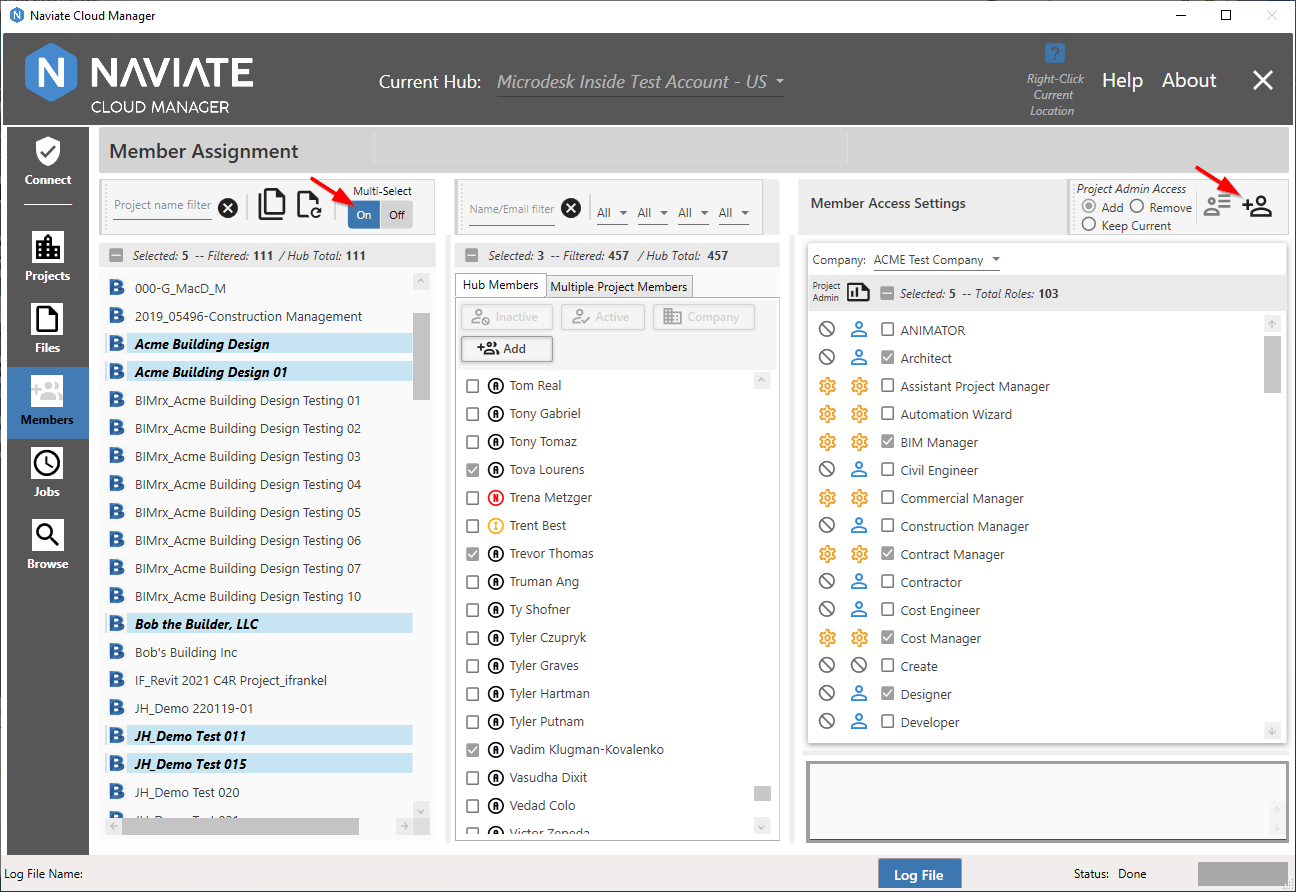 Naviate Cloud Manager
NAVIATE
CLOUD MANAGER
Current Hub: Microdesk Inside Test Account - US
?
Right-Click
Current
Location
Help
About
Connect
Projects
Files
Members
Jobs
Browse
Member Assignment
Project name filter
Multi-Select
On Off
Selected: 5 -- Filtered: 111 / Hub Total: 111
000-G_MacD_M
2019_05496-Construction Management
Acme Building Design
Acme Building Design 01
BIMrx_Acme Building Design Testing 01
BIMrx_Acme Building Design Testing 02
BIMrx_Acme Building Design Testing 03
BIMrx_Acme Building Design Testing 04
BIMrx_Acme Building Design Testing 05
BIMrx_Acme Building Design Testing 06
BIMrx_Acme Building Design Testing 07
BIMrx_Acme Building Design Testing 10
Bob the Builder, LLC
Bob's Building Inc
IF_Revit 2021 C4R Project_ifrankel
JH_Demo 220119-01
JH_Demo Test 011
JH_Demo Test 015
JH_Demo Test 020
Name/Email filter
All All All All
Selected: 3 -- Filtered: 457 / Hub Total: 457
Hub Members
Multiple Project Members
Inactive
Active
Company
Add
Tom Real
Tony Gabriel
Tony Tomaz
Tova Lourens
Trena Metzger
Trent Best
Trevor Thomas
Truman Ang
Ty Shofner
Tyler Czupryk
Tyler Graves
Tyler Hartman
Tyler Putnam
Vadim Klugman-Kovalenko
Vasudha Dixit
Vedad Colo
Victor Zepeda
Member Access Settings
Project Admin Access
Add Remove
Keep Current
Company: ACME Test Company
Project
Admin
Selected: 5 -- Total Roles: 103
ANIMATOR
Architect
Assistant Project Manager
Automation Wizard
BIM Manager
Civil Engineer
Commercial Manager
Construction Manager
Contract Manager
Contractor
Cost Engineer
Cost Manager
Create
Designer
Developer
Log File Name:
Log File
Status: Done